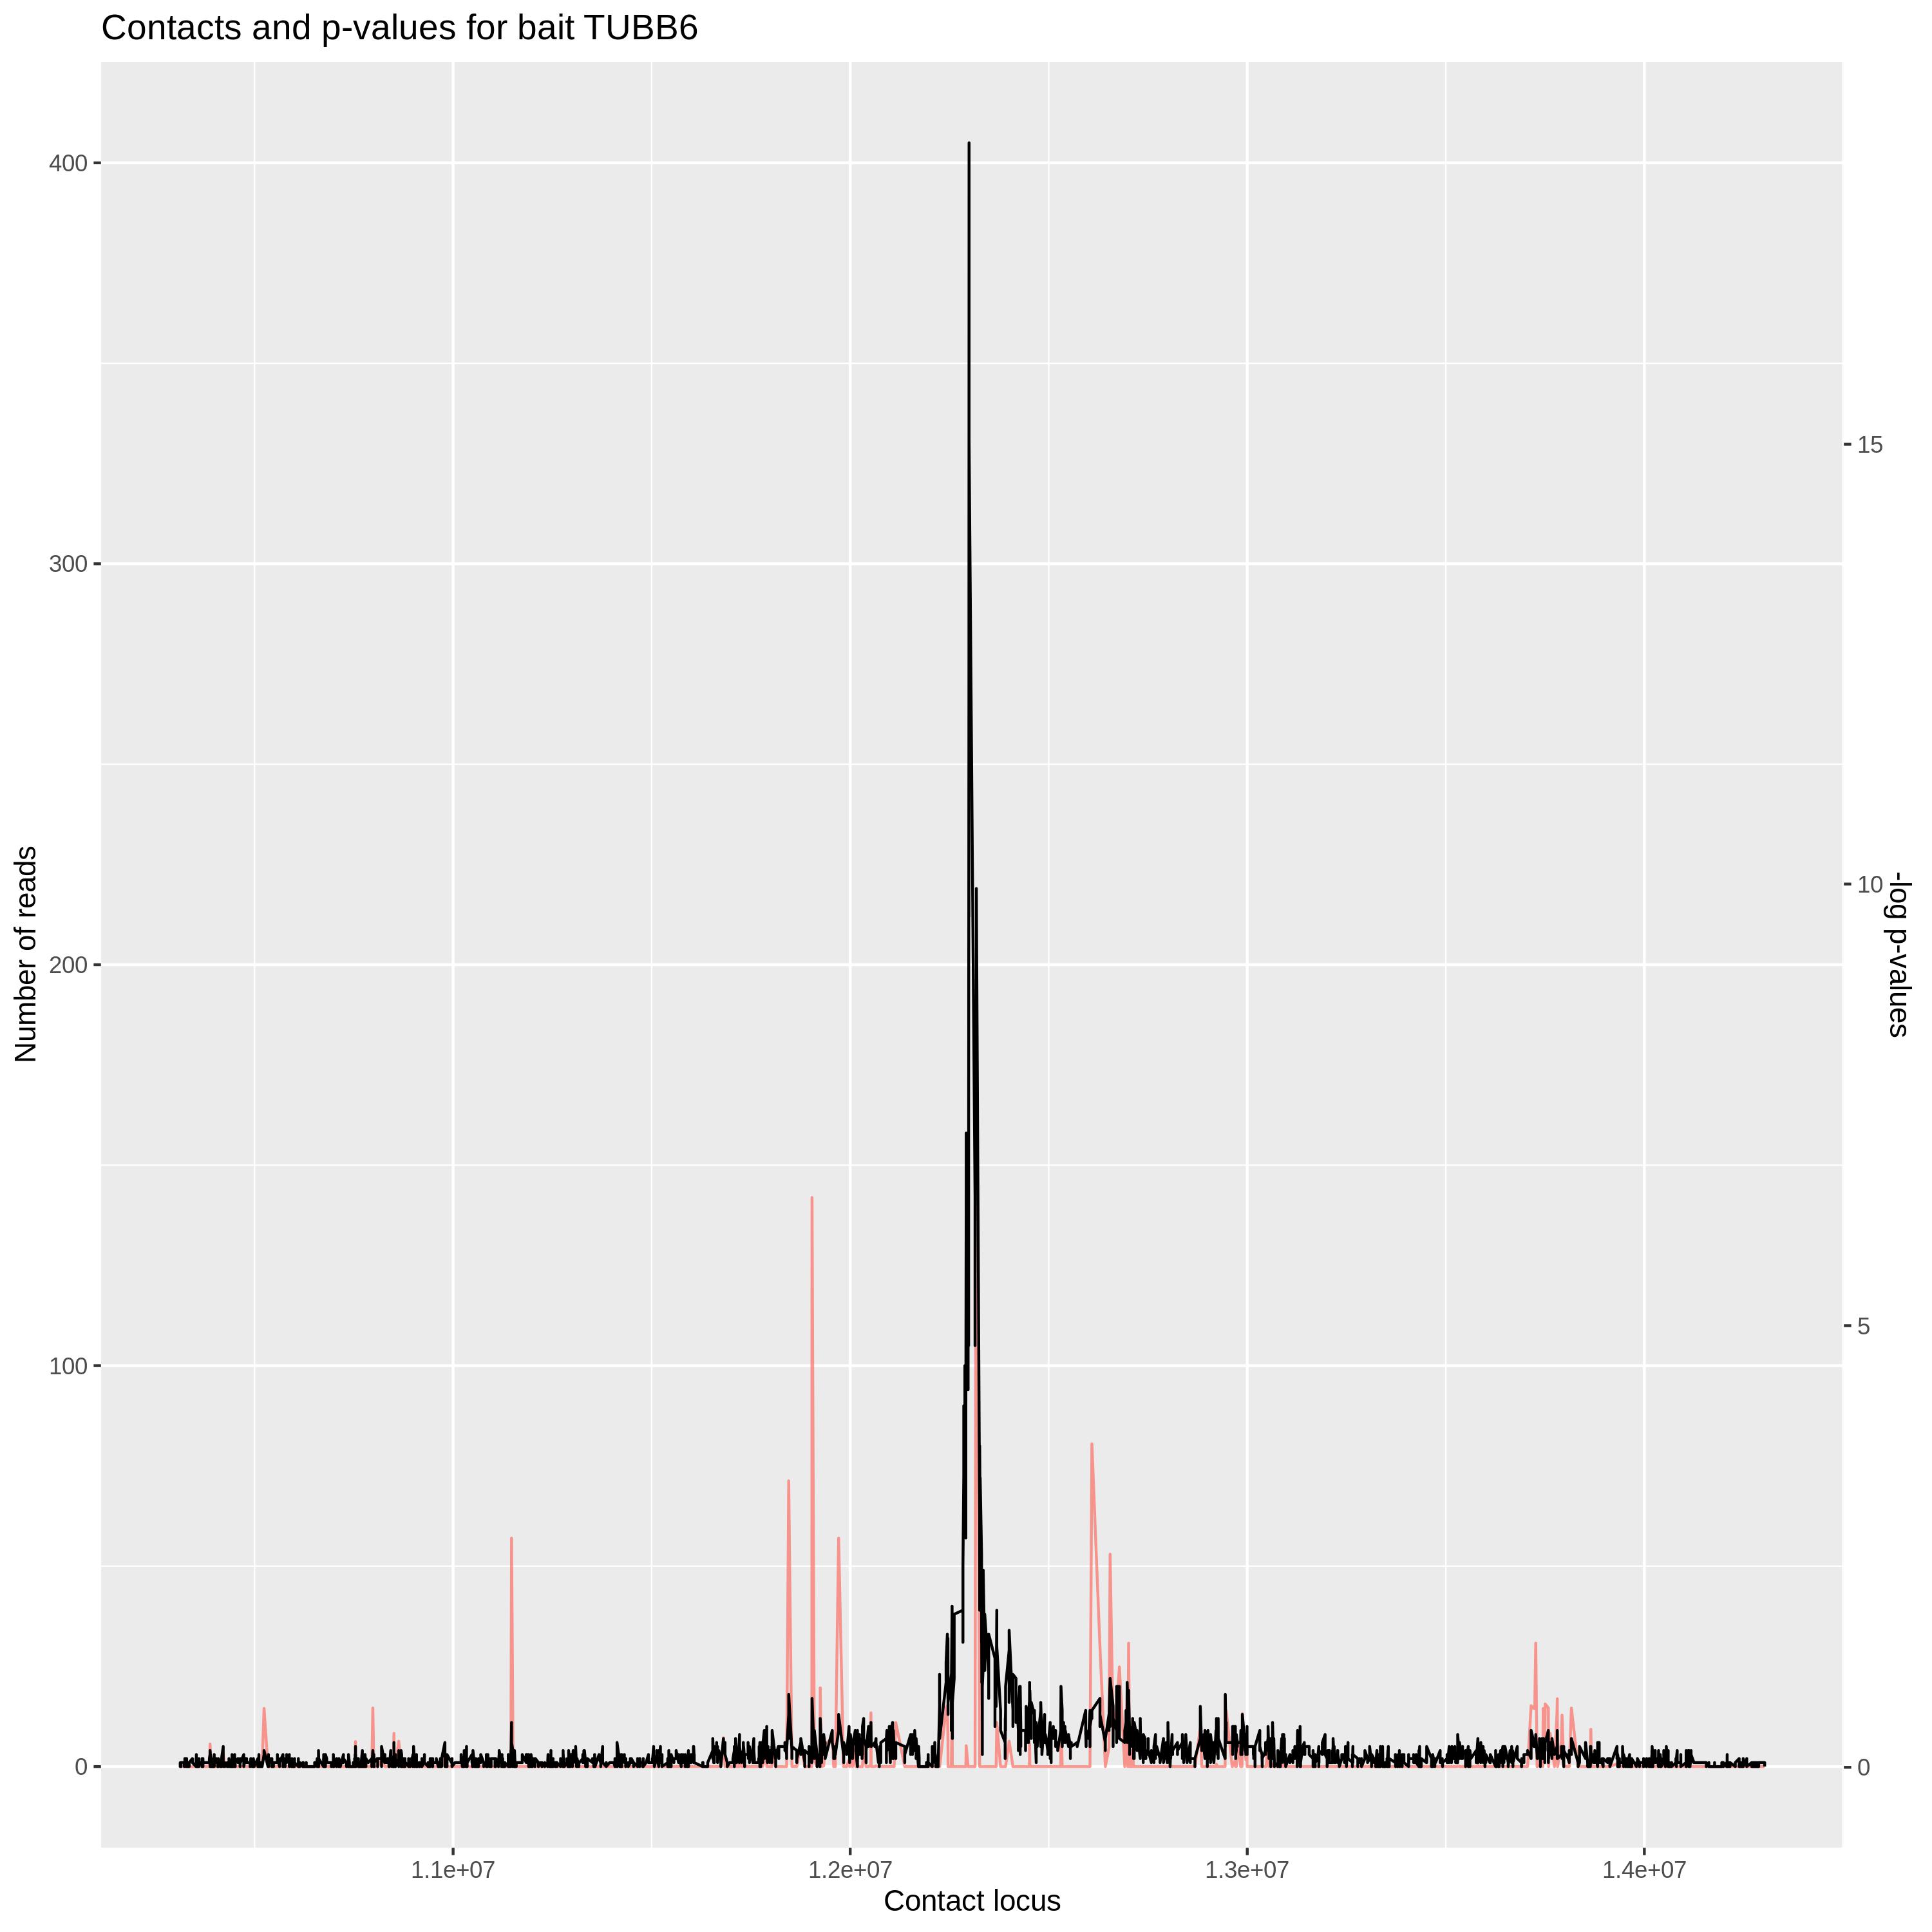 Contacts and p-values for bait TUBB6
400
300
200
100
0
Number of reads
15
10
5
0
-log p-values
1.1e+07
1.2e+07
1.3e+07
1.4e+07
Contact locus